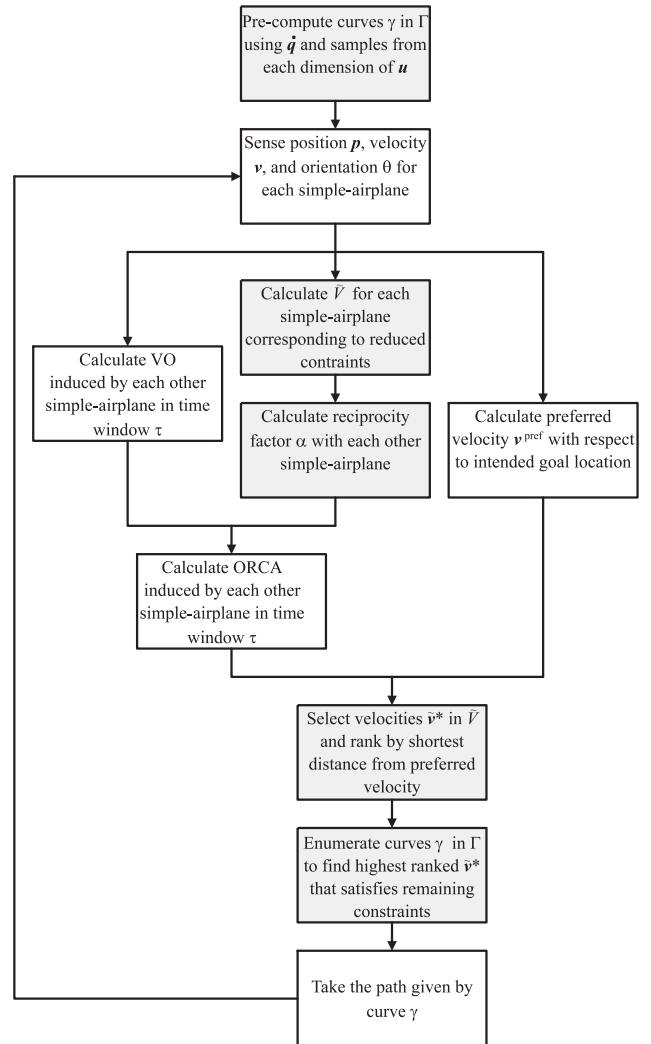 Pre-compute curves γ in Γ
using q̇ and samples from
each dimension of u
Sense position p, velocity
v, and orientation θ for
each simple-airplane
Calculate Ṽ for each
simple-airplane
corresponding to reduced
contraints
Calculate VO
induced by each other
simple-airplane in time
window τ
Calculate reciprocity
factor α with each other
simple-airplane
Calculate preferred
velocity v^pref with respect
to intended goal location
Calculate ORCA
induced by each other
simple-airplane in time
window τ
Select velocities ṽ* in Ṽ
and rank by shortest
distance from preferred
velocity
Enumerate curves γ in Γ
to find highest ranked ṽ*
that satisfies remaining
constraints
Take the path given by
curve γ